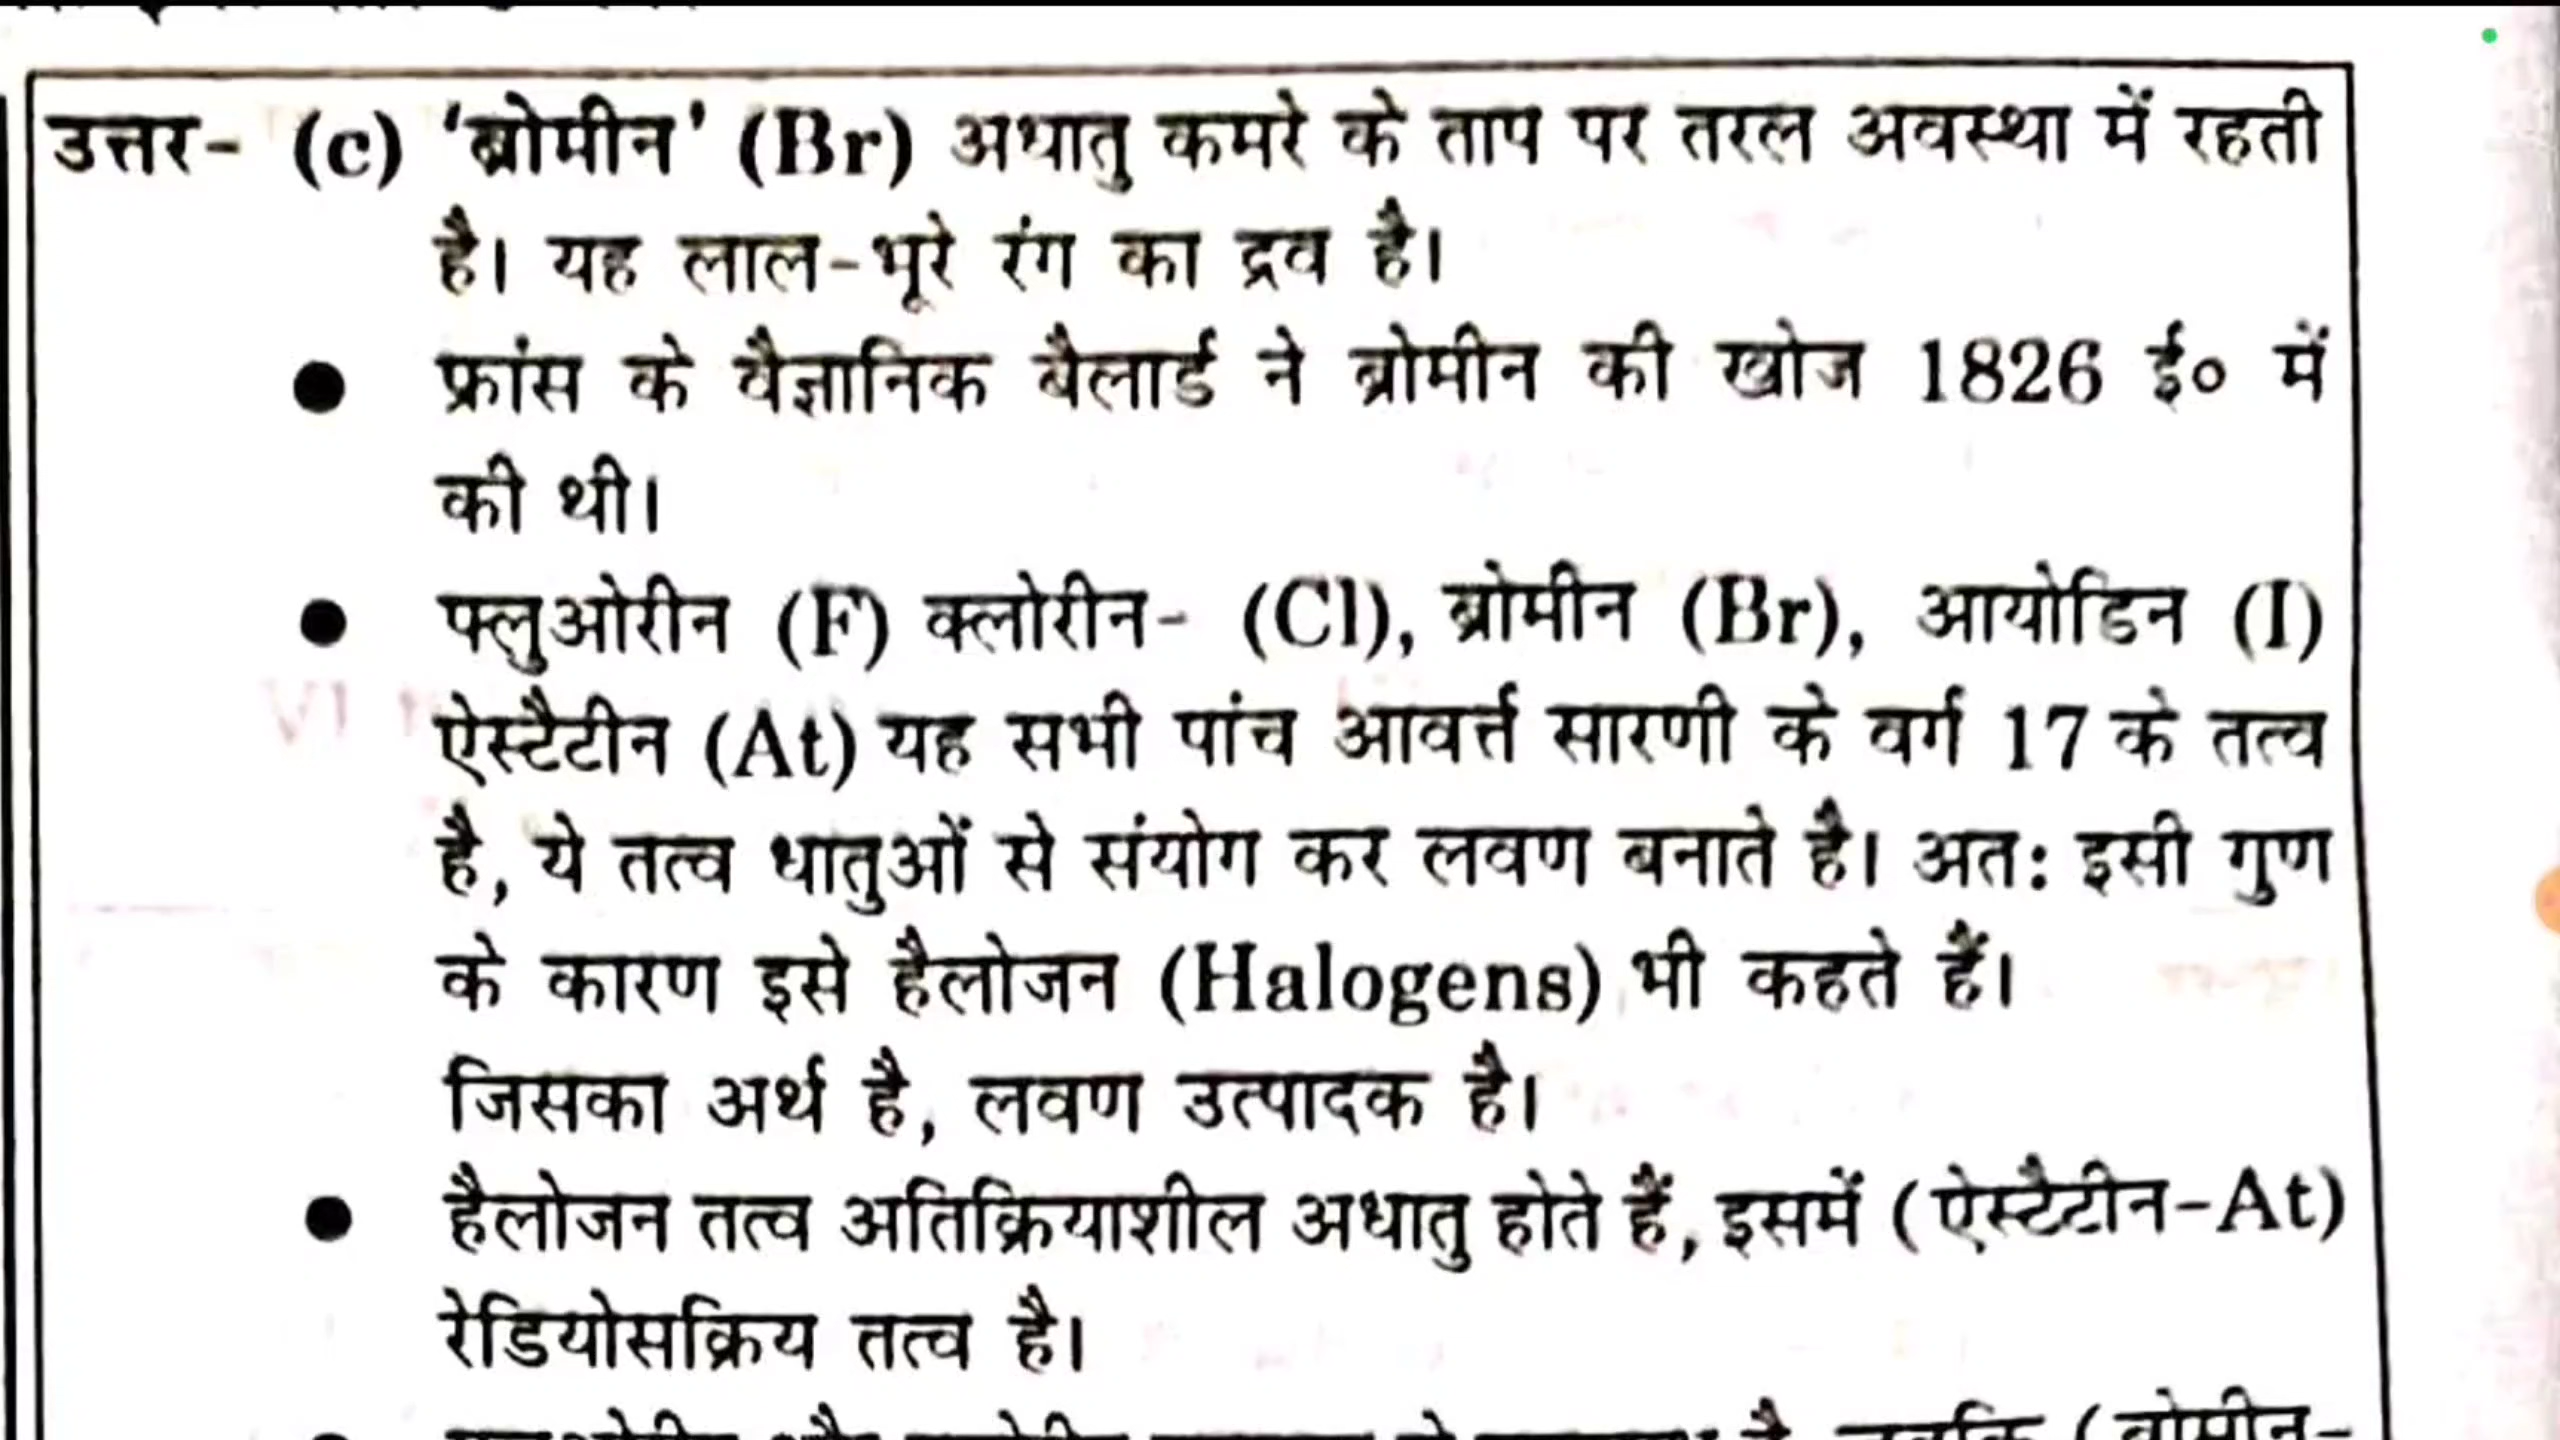 उत्तर- (c) 'ब्रोमीन' (Br) अधातु कमरे के ताप पर तरल अवस्था में रहती
है। यह लाल-भूरे रंग का द्रव है।
● फ्रांस के वैज्ञानिक बैलार्ड ने ब्रोमीन की खोज 1826 ई० में
की थी।
● फ्लुओरीन (F) क्लोरीन- (Cl), ब्रोमीन (Br), आयोडिन (I)
ऐस्टैटीन (At) यह सभी पांच आवर्त्त सारणी के वर्ग 17 के तत्व
है, ये तत्व धातुओं से संयोग कर लवण बनाते है। अत: इसी गुण
के कारण इसे हैलोजन (Halogens) भी कहते हैं।
जिसका अर्थ है, लवण उत्पादक है।
● हैलोजन तत्व अतिक्रियाशील अधातु होते हैं, इसमें (ऐस्टैटीन-At)
रेडियोसक्रिय तत्व है।